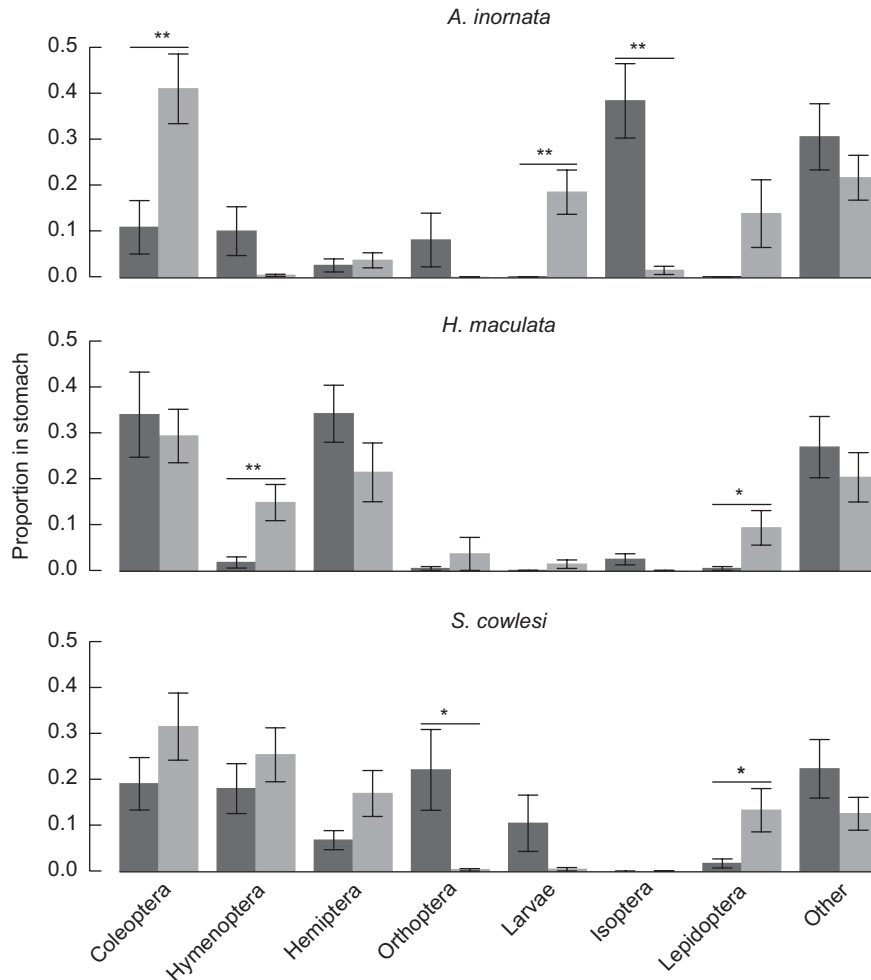 A. inornata
**
**
**
0.5
0.4
0.3
0.2
0.1
0.0
H. maculata
**
*
0.5
0.4
0.3
0.2
0.1
0.0
Proportion in stomach
S. cowlesi
*
*
0.5
0.4
0.3
0.2
0.1
0.0
Coleoptera
Hymenoptera
Hemiptera
Orthoptera
Larvae
Isoptera
Lepidoptera
Other